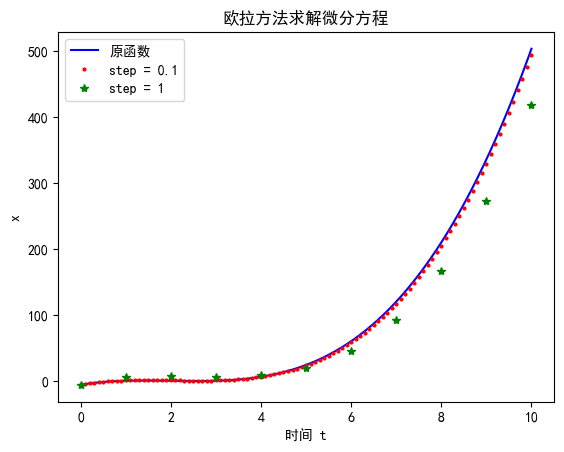 欧拉方法求解微分方程
原函数
step = 0.1
step = 1
500
400
300
200
100
0
x
0 2 4 6 8 10
时间 t